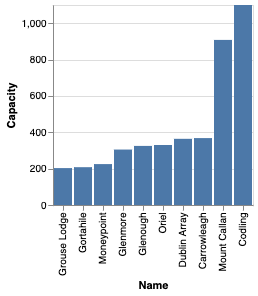 Capacity
1,000
800
600
400
200
0
Grouse Lodge
Gortahile
Moneypoint
Glenmore
Glenough
Oriel
Dublin Array
Carrowleagh
Mount Callan
Codling
Name